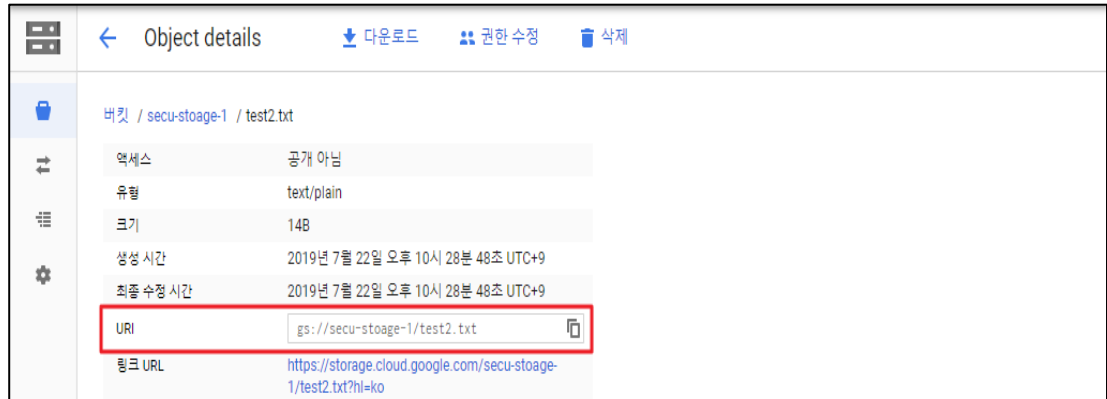 Object details 다운로드 권한 수정 삭제
버킷 / secu-stoage-1 / test2.txt
액세스 공개 아님
유형 text/plain
크기 14B
생성 시간 2019년 7월 22일 오후 10시 28분 48초 UTC+9
최종 수정 시간 2019년 7월 22일 오후 10시 28분 48초 UTC+9
URI gs://secu-stoage-1/test2.txt
링크 URL https://storage.cloud.google.com/secu-stoage-
1/test2.txt?hl=ko